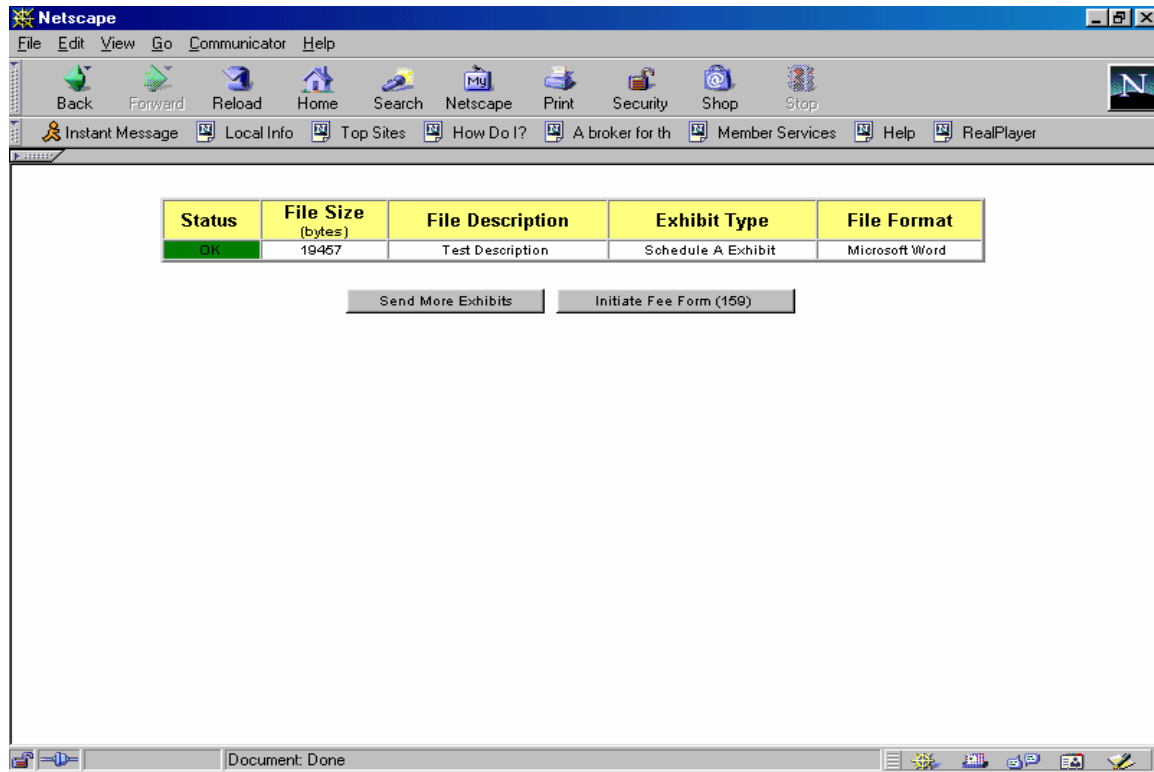 Netscape
File Edit View Go Communicator Help
My
N
Back Forward Reload Home Search Netscape Print Security Shop Stop
Instant Message Local Info Top Sites How Do I? A broker for th Member Services Help RealPlayer
Status File Size File Description Exhibit Type File Format
(bytes)
OK 19457 Test Description Schedule A Exhibit Microsoft Word
Send More Exhibits Initiate Fee Form (159)
Document: Done